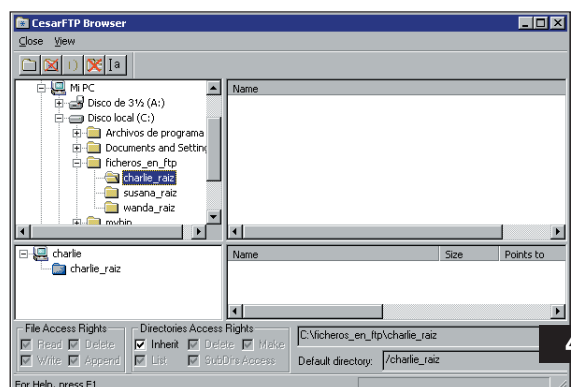 CesarFTP Browser
Close View
Ia
Mi PC
Disco de 3½ (A:)
Disco local (C:)
Archivos de programa
Documents and Setting
ficheros_en_ftp
charlie_raiz
susana_raiz
wanda_raiz
mybin
Name
charlie
charlie_raiz
Name Size Points to
File Access Rights
Read Delete
Write Append
Directories Access Rights
Inherit Delete Make
List SubDirs Access
C:\ficheros_en_ftp\charlie_raiz
Default directory: /charlie_raiz
4
For Help, press F1